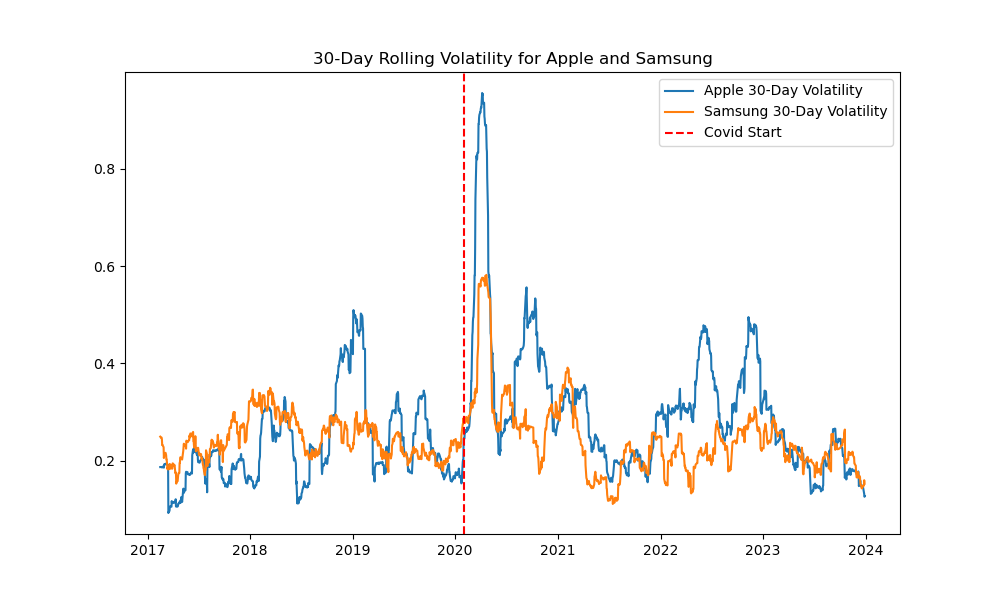 30-Day Rolling Volatility for Apple and Samsung
Apple 30-Day Volatility
Samsung 30-Day Volatility
Covid Start
0.8
0.6
0.4
0.2
2017 2018 2019 2020 2021 2022 2023 2024